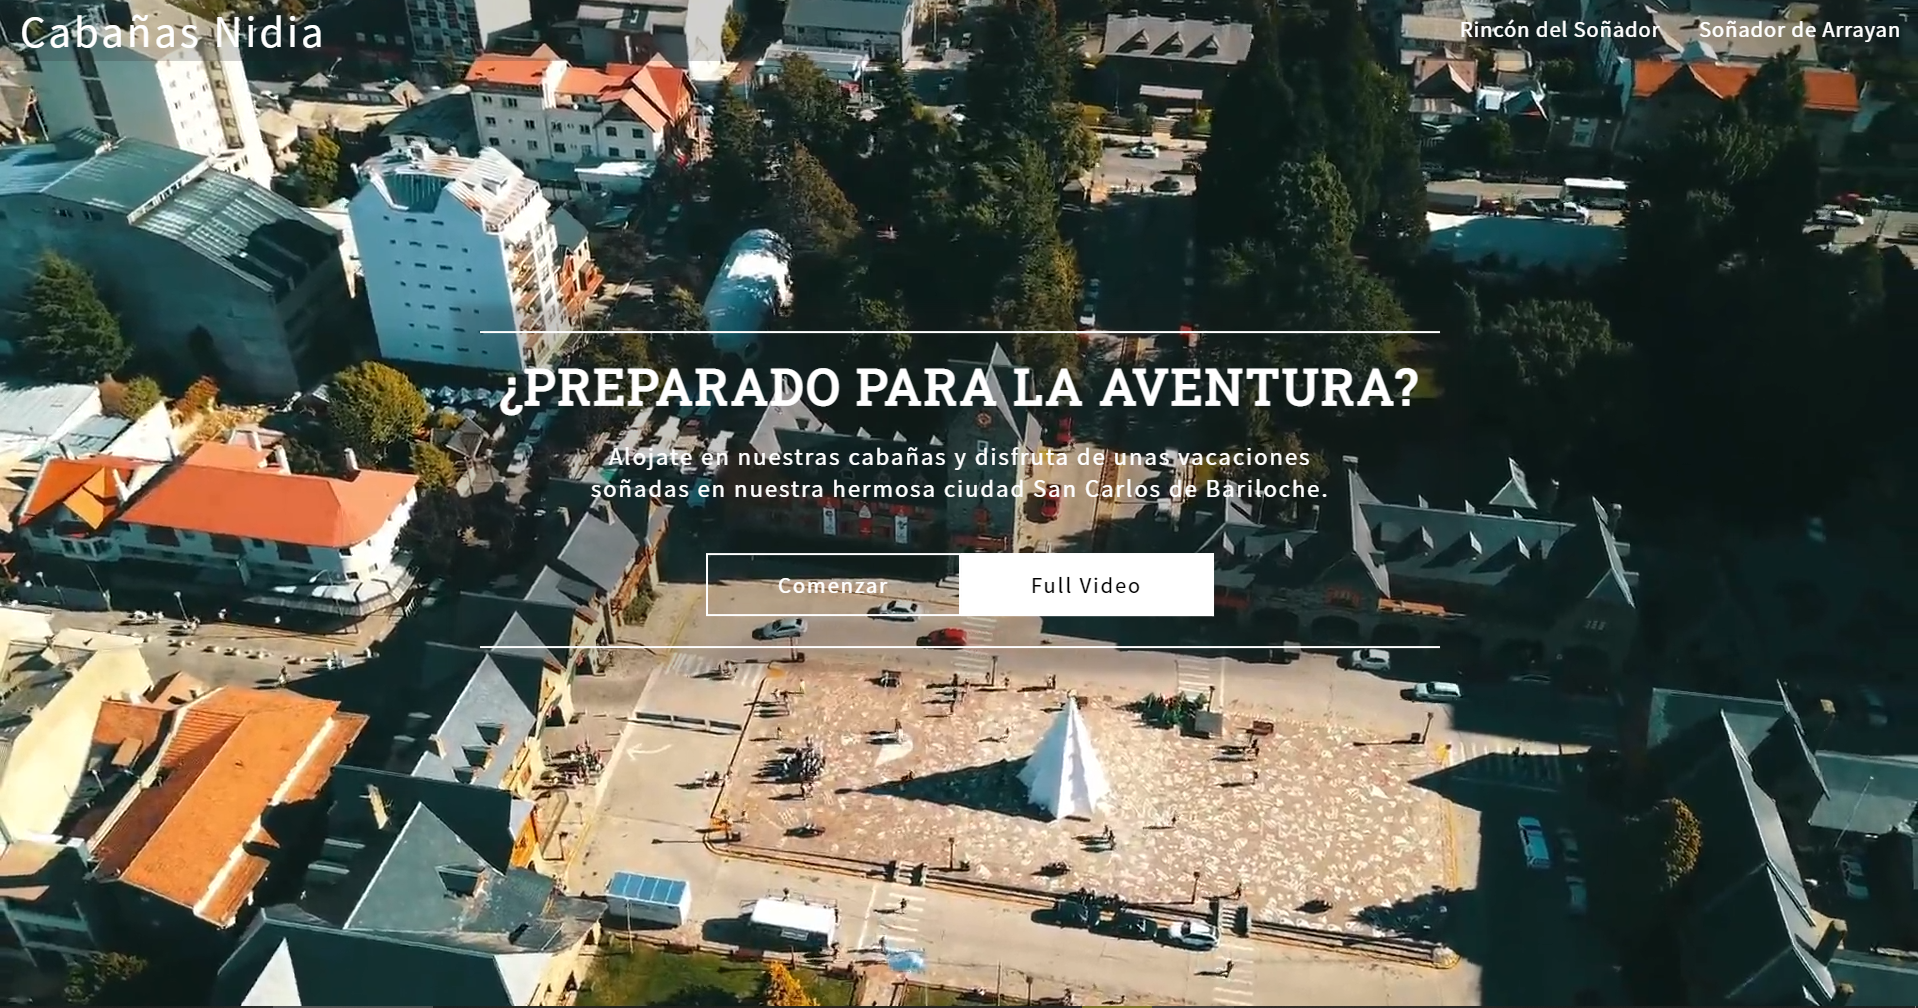 Cabañas Nidia
Rincón del Soñador
Soñador de Arrayan
¿PREPARADO PARA LA AVENTURA?
Alojate en nuestras cabañas y disfruta de unas vacaciones
soñadas en nuestra hermosa ciudad San Carlos de Bariloche.
Comenzar
Full Video